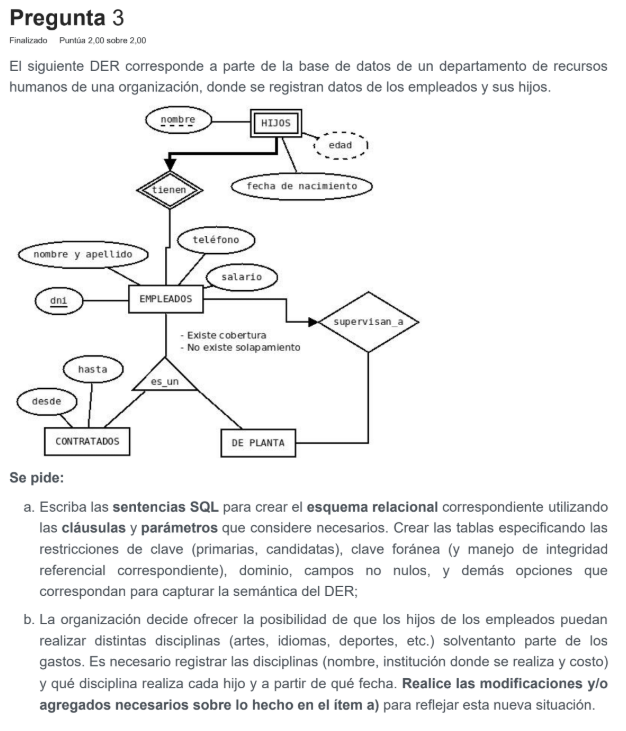 Pregunta 3
Finalizado Puntúa 2,00 sobre 2,00
El siguiente DER corresponde a parte de la base de datos de un departamento de recursos
humanos de una organización, donde se registran datos de los empleados y sus hijos.
nombre
HIJOS
edad
tienen
fecha de nacimiento
teléfono
nombre y apellido
salario
dni
EMPLEADOS
supervisan_a
- Existe cobertura
- No existe solapamiento
hasta
es_un
desde
CONTRATADOS
DE PLANTA
Se pide:
a. Escriba las sentencias SQL para crear el esquema relacional correspondiente utilizando
las cláusulas y parámetros que considere necesarios. Crear las tablas especificando las
restricciones de clave (primarias, candidatas), clave foránea (y manejo de integridad
referencial correspondiente), dominio, campos no nulos, y demás opciones que
correspondan para capturar la semántica del DER;
b. La organización decide ofrecer la posibilidad de que los hijos de los empleados puedan
realizar distintas disciplinas (artes, idiomas, deportes, etc.) solventanto parte de los
gastos. Es necesario registrar las disciplinas (nombre, institución donde se realiza y costo)
y qué disciplina realiza cada hijo y a partir de qué fecha. Realice las modificaciones y/o
agregados necesarios sobre lo hecho en el ítem a) para reflejar esta nueva situación.